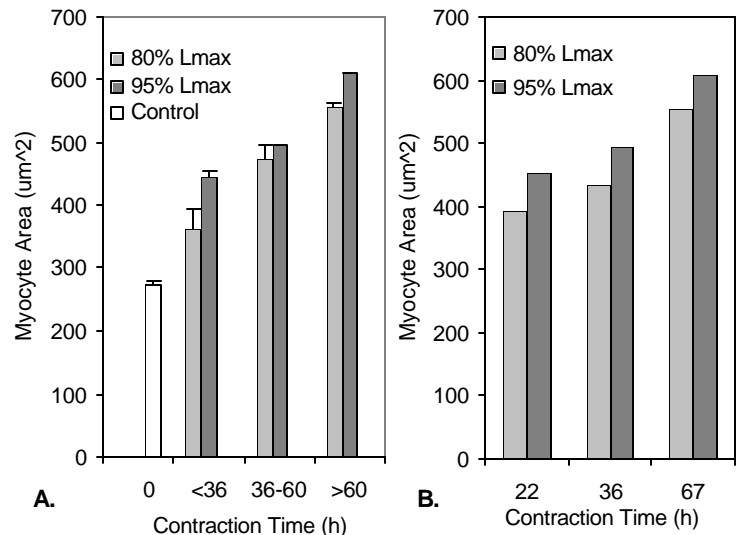 700
600
500
400
300
200
100
0
Myocyte Area (um^2)
80% Lmax
95% Lmax
Control
0 <36 36-60 >60
A.
Contraction Time (h)
700
600
500
400
300
200
100
0
Myocyte Area (um^2)
80% Lmax
95% Lmax
22 36 67
B.
Contraction Time (h)